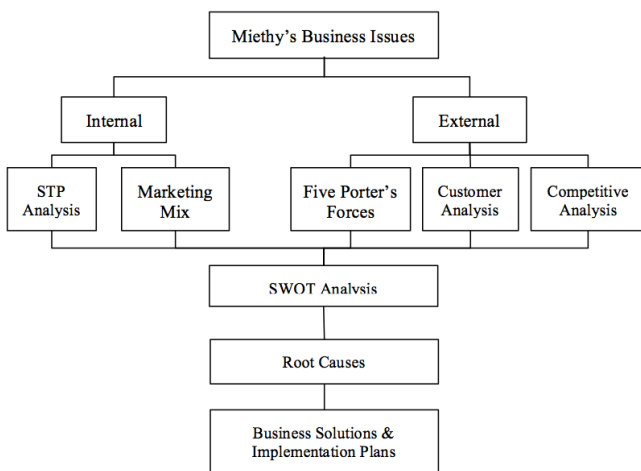 Miethy's Business Issues
Internal
External
STP
Analysis
Marketing
Mix
Five Porter's
Forces
Customer
Analysis
Competitive
Analysis
SWOT Analysis
Root Causes
Business Solutions &
Implementation Plans